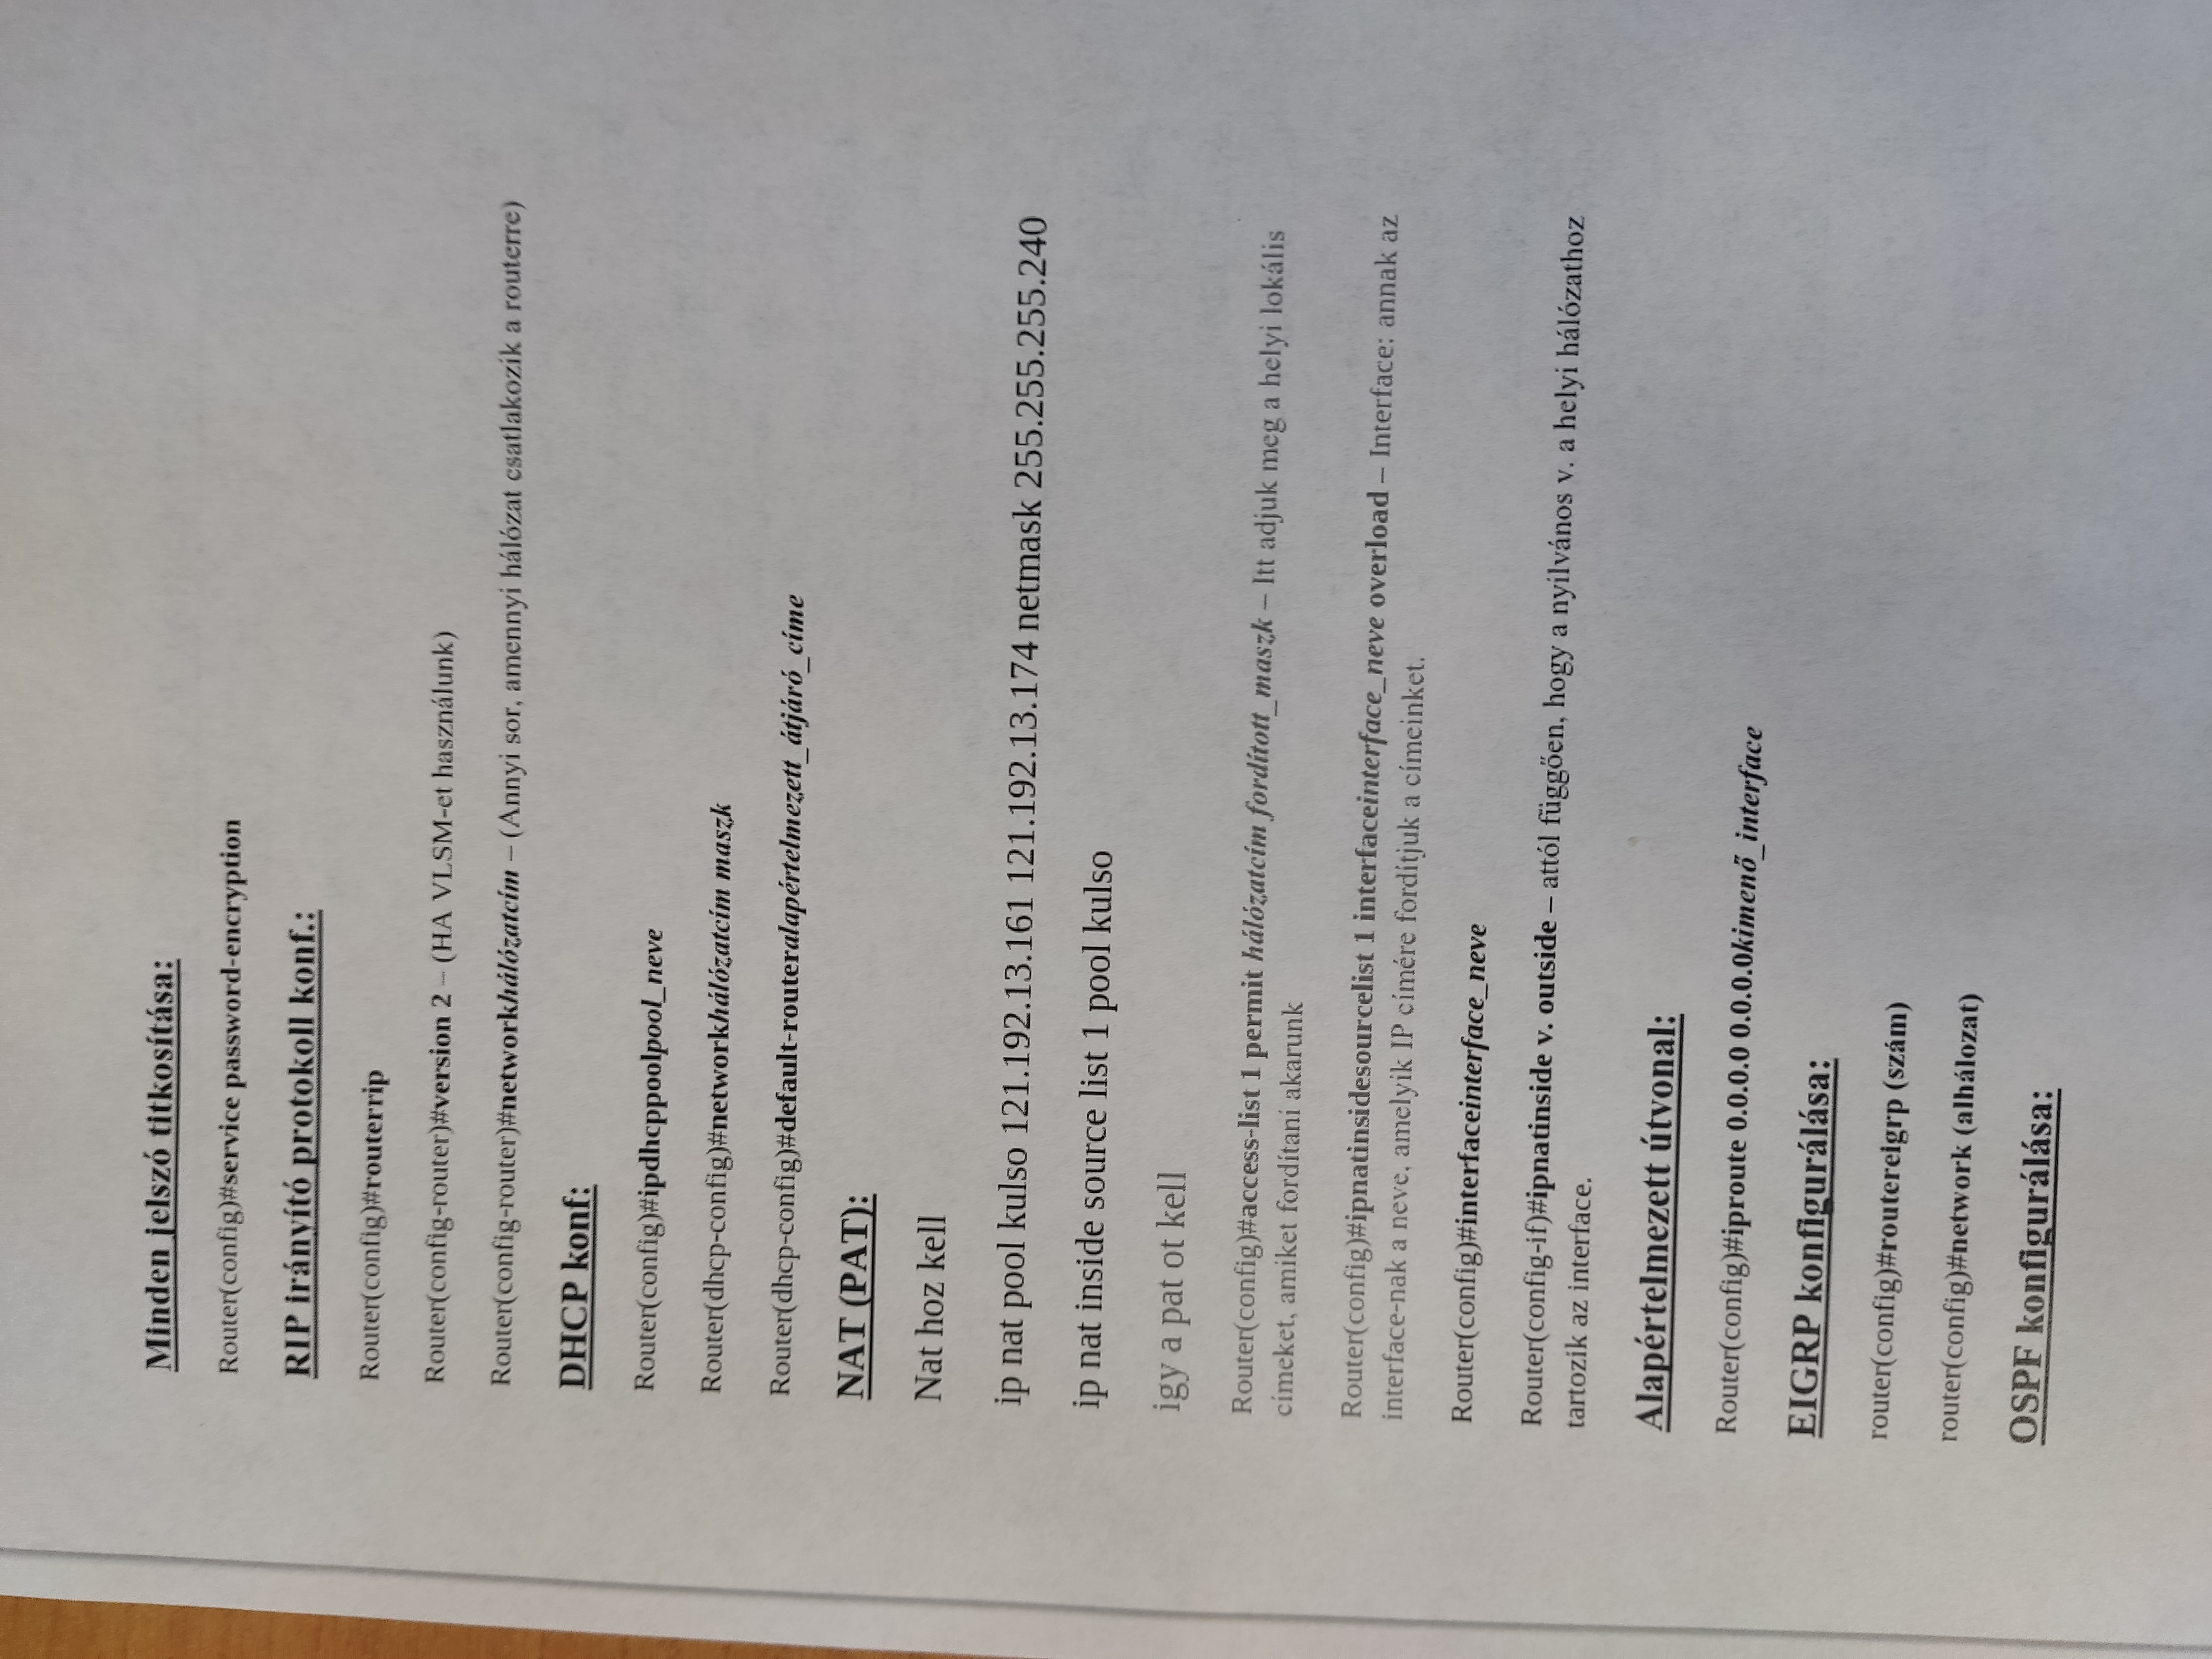 Minden jelszó titkosítása:
Router(config)#service password-encryption
RIP irányító protokoll konf.:
Router(config)#routerrip
Router(config-router)#version 2 – (HA VLSM-et használunk)
Router(config-router)#networkhálózatcím – (Annyi sor, amennyi hálózat csatlakozik a routerre)
DHCP konf:
Router(config)#ipdhcppoolpool_neve
Router(dhcp-config)#networkhálózatcím maszk
Router(dhcp-config)#default-routeralapértelmezett_átjáró_címe
NAT (PAT):
Nat hoz kell
ip nat pool kulso 121.192.13.161 121.192.13.174 netmask 255.255.255.240
ip nat inside source list 1 pool kulso
igy a pat ot kell
Router(config)#access-list 1 permit hálózatcím fordított_maszk – Itt adjuk meg a helyi lokális
címeket, amiket fordítani akarunk
Router(config)#ipnatinsidesourcelist 1 interfaceinterface_neve overload – Interface: annak az
interface-nak a neve, amelyik IP címére fordítjuk a címeinket.
Router(config)#interfaceinterface_neve
Router(config-if)#ipnatinside v. outside – attól függően, hogy a nyilvános v. a helyi hálózathoz
tartozik az interface.
Alapértelmezett útvonal:
Router(config)#iproute 0.0.0.0 0.0.0.0kimenő_interface
EIGRP konfigurálása:
router(config)#routereigrp (szám)
router(config)#network (alhálozat)
OSPF konfigurálása: